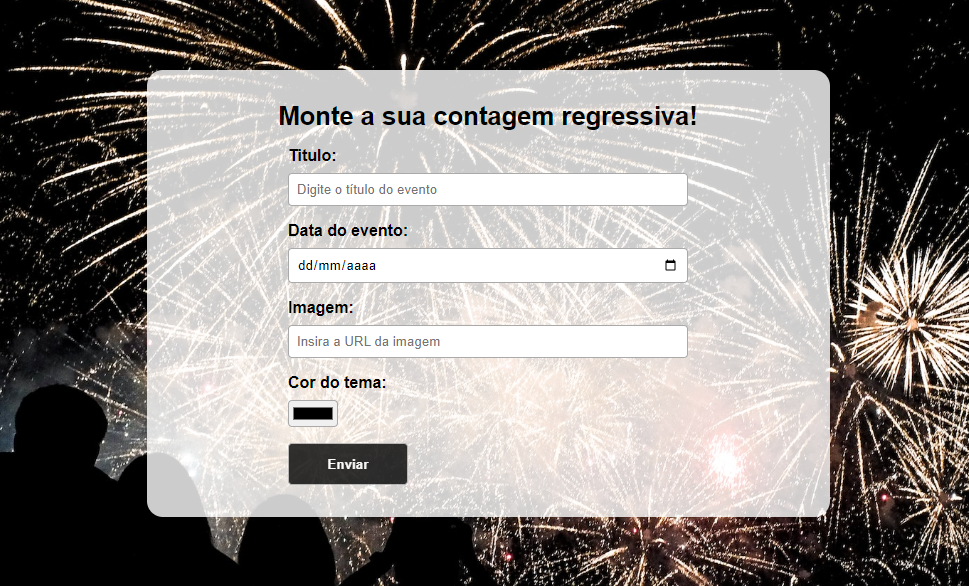 Monte a sua contagem regressiva!
Titulo:
Digite o título do evento
Data do evento:
dd/mm/aaaa
Imagem:
Insira a URL da imagem
Cor do tema:
Enviar